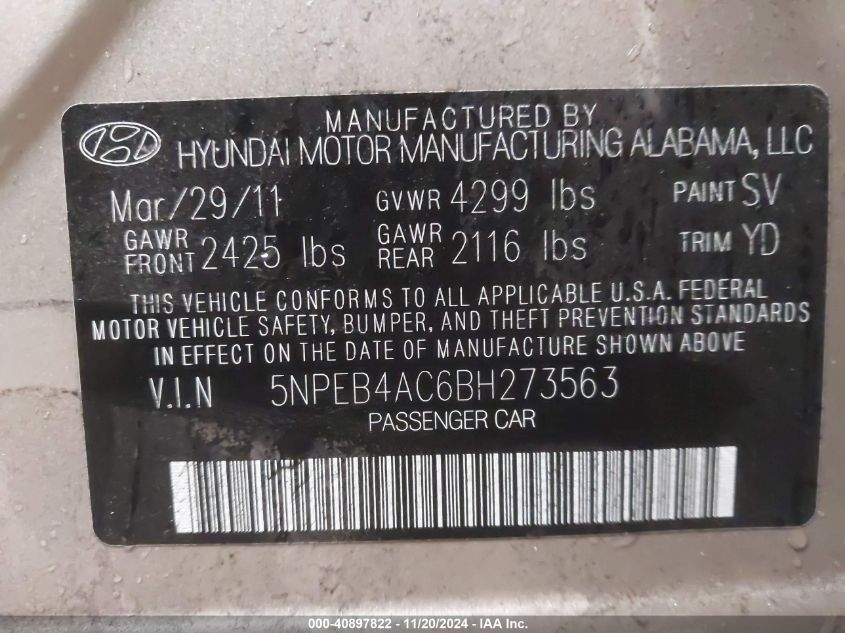 MANUFACTURED BY
HYUNDAI MOTOR MANUFACTURING ALABAMA, LLC
Mar/29/11 GVWR 4299 lbs PAINT SV
GAWR FRONT 2425 lbs GAWR REAR 2116 lbs TRIM YD
THIS VEHICLE CONFORMS TO ALL APPLICABLE U.S.A. FEDERAL
MOTOR VEHICLE SAFETY, BUMPER, AND THEFT PREVENTION STANDARDS
IN EFFECT ON THE DATE OF MANUFACTURE SHOWN ABOVE
V.I.N 5NPEB4AC6BH273563
PASSENGER CAR
000-40897822 - 11/20/2024 - IAA Inc.